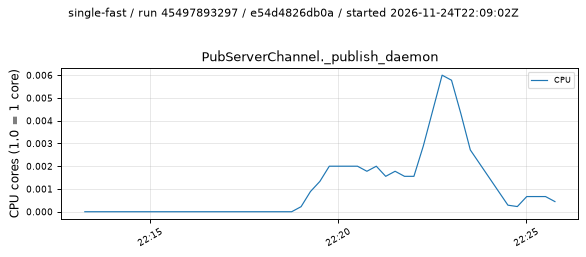 single-fast / run 45497893297 / e54d4826db0a / started 2026-11-24T22:09:02Z
PubServerChannel._publish_daemon
CPU cores (1.0 = 1 core)
0.006
0.005
0.004
0.003
0.002
0.001
0.000
CPU
22:15
22:20
22:25